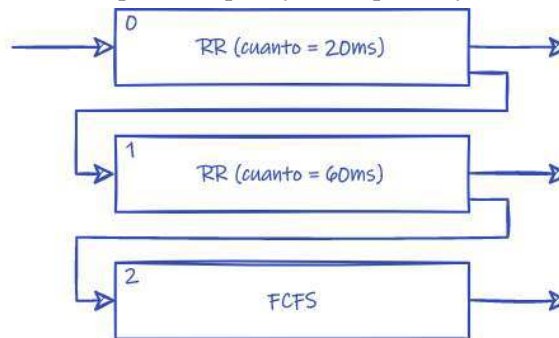 0
RR (cuanto = 20ms)
1
RR (cuanto = 60ms)
2
FCFS